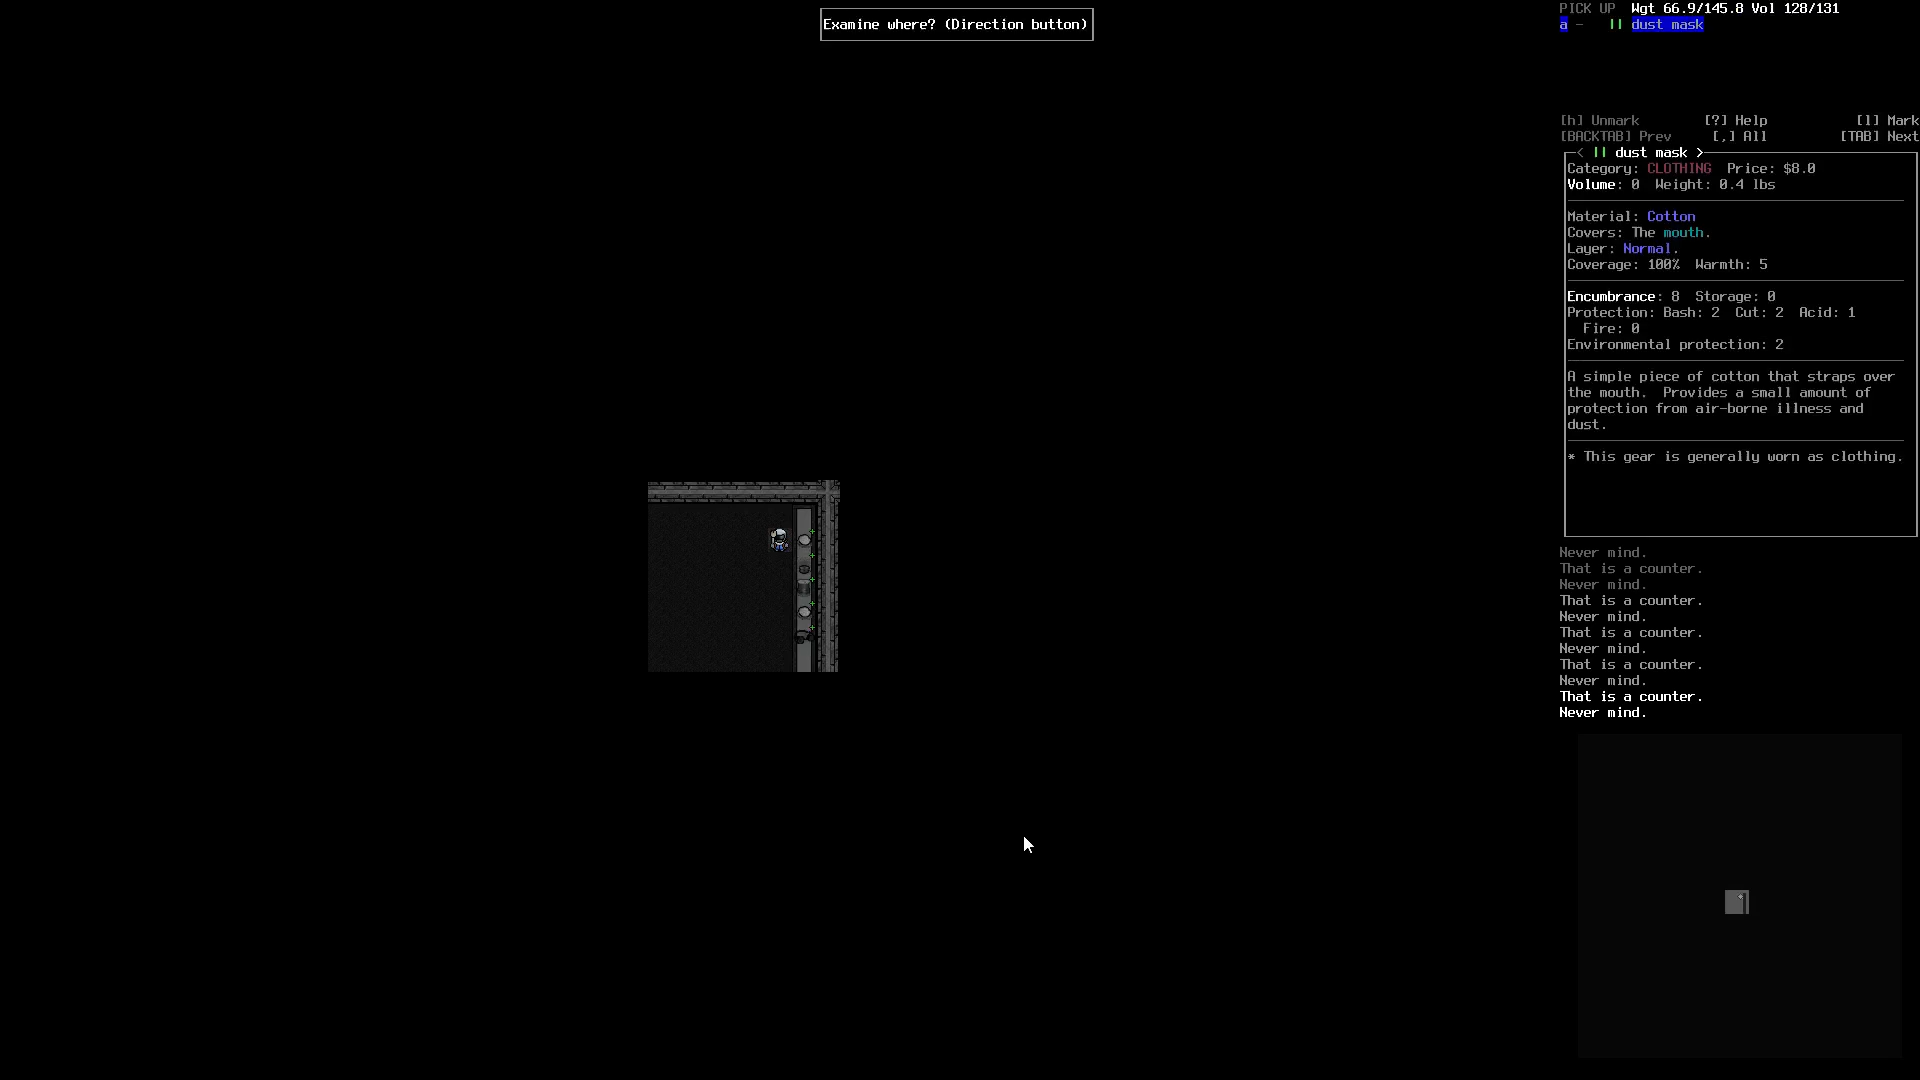 Examine where? (Direction button)
PICK UP  Wgt 66.9/145.8 Vol 128/131
a -   || dust mask
[h] Unmark        [?] Help           [l] Mark
[BACKTAB] Prev     [,] All         [TAB] Next
< || dust mask >
Category: CLOTHING  Price: $8.0
Volume: 0  Weight: 0.4 lbs
Material: Cotton
Covers: The mouth.
Layer: Normal.
Coverage: 100%  Warmth: 5
Encumbrance: 8  Storage: 0
Protection: Bash: 2  Cut: 2  Acid: 1
Fire: 0
Environmental protection: 2
A simple piece of cotton that straps over
the mouth.  Provides a small amount of
protection from air-borne illness and
dust.
* This gear is generally worn as clothing.
Never mind.
That is a counter.
Never mind.
That is a counter.
Never mind.
That is a counter.
Never mind.
That is a counter.
Never mind.
That is a counter.
Never mind.